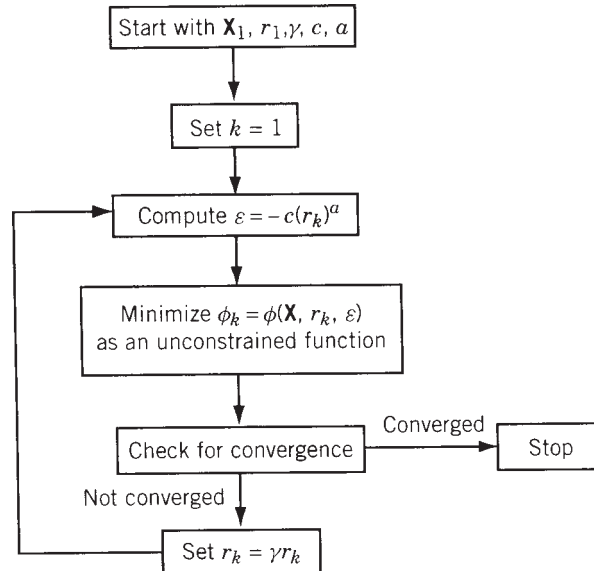 Start with X₁, r₁,γ, c, a
Set k = 1
Compute ε = – c(rₖ)ᵃ
Minimize ϕₖ = ϕ(X, rₖ, ε)
as an unconstrained function
Check for convergence
Converged
Stop
Not converged
Set rₖ = γrₖ